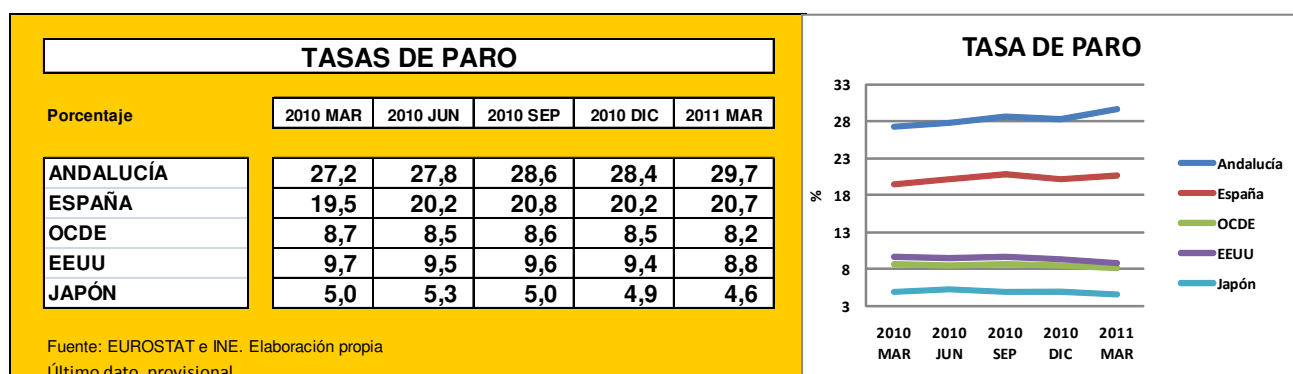 TASAS DE PARO
Porcentaje 2010 MAR 2010 JUN 2010 SEP 2010 DIC 2011 MAR
ANDALUCÍA 27,2 27,8 28,6 28,4 29,7
ESPAÑA 19,5 20,2 20,8 20,2 20,7
OCDE 8,7 8,5 8,6 8,5 8,2
EEUU 9,7 9,5 9,6 9,4 8,8
JAPÓN 5,0 5,3 5,0 4,9 4,6
Fuente: EUROSTAT e INE. Elaboración propia
Último dato, provisional
TASA DE PARO
33
28
23
18
13
8
3
%
2010 2010 2010 2010 2011
MAR JUN SEP DIC MAR
Andalucía
España
OCDE
EEUU
Japón